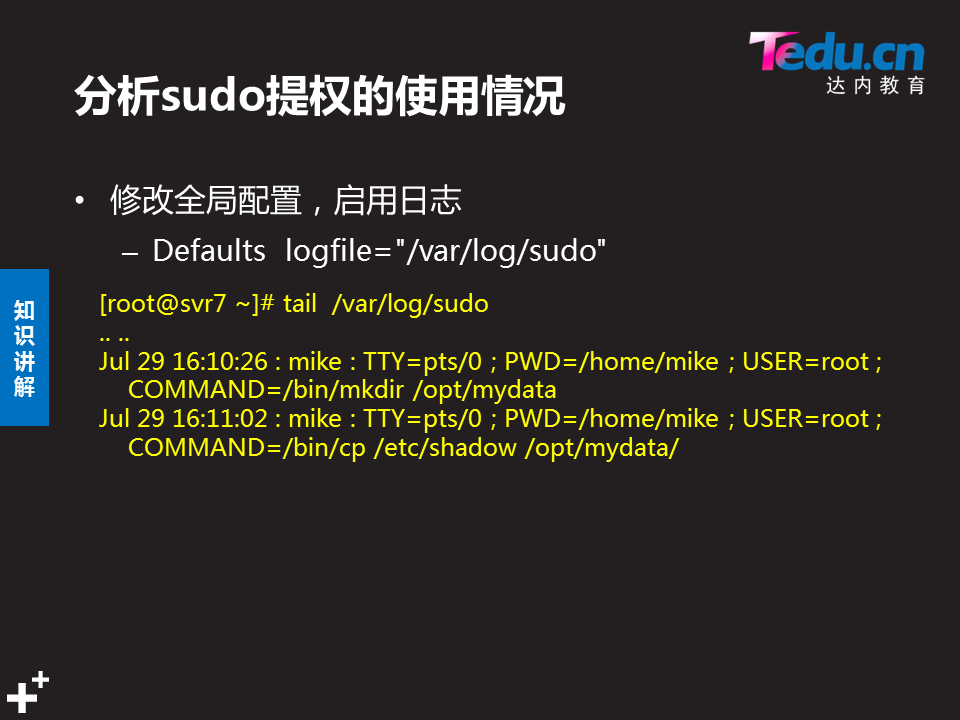 Tedu.cn
达内教育
分析sudo提权的使用情况
• 修改全局配置，启用日志
– Defaults  logfile="/var/log/sudo"
知识讲解
[root@svr7 ~]# tail  /var/log/sudo
.. ..
Jul 29 16:10:26 : mike : TTY=pts/0 ; PWD=/home/mike ; USER=root ;
COMMAND=/bin/mkdir /opt/mydata
Jul 29 16:11:02 : mike : TTY=pts/0 ; PWD=/home/mike ; USER=root ;
COMMAND=/bin/cp /etc/shadow /opt/mydata/